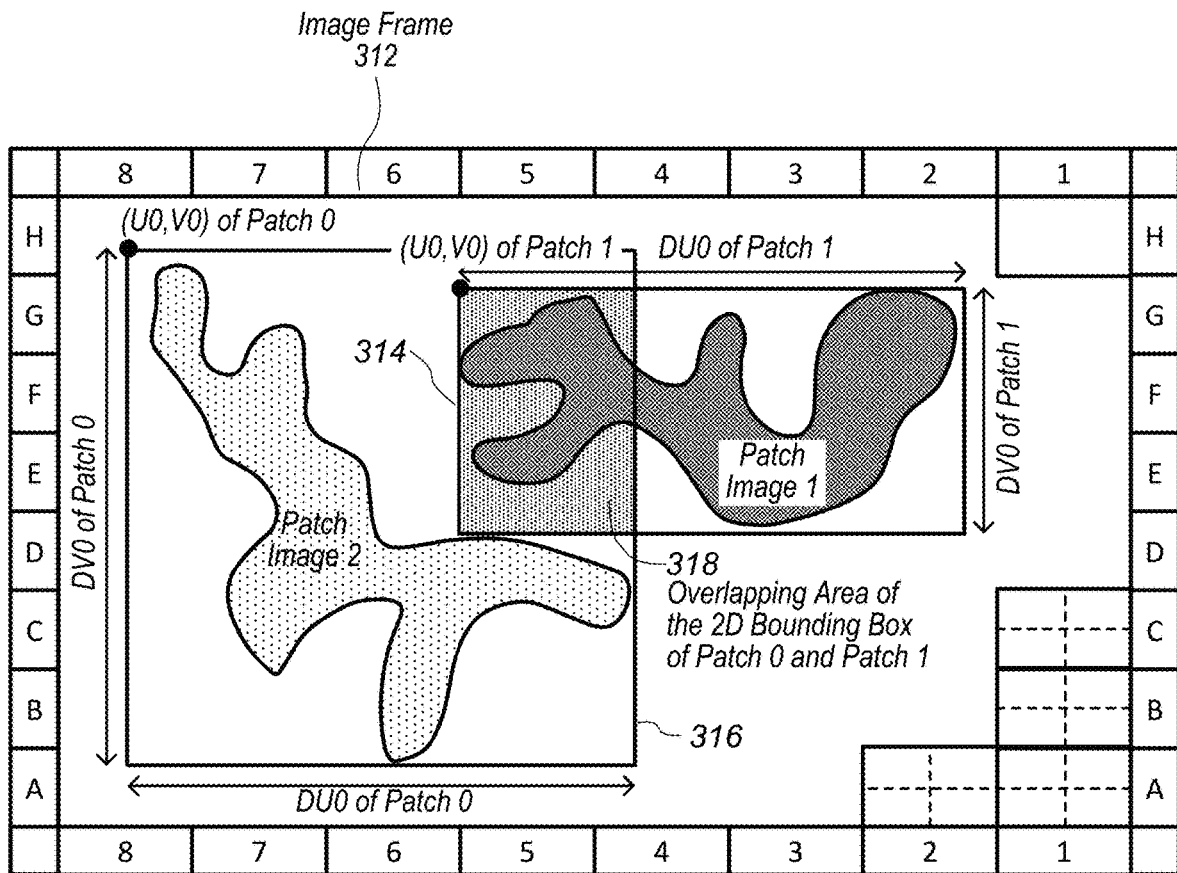 Image Frame
312
8 7 6 5 4 3 2 1
H H
(U0,V0) of Patch 0
(U0,V0) of Patch 1
DU0 of Patch 1
G G
314
F F
DV0 of Patch 0
DV0 of Patch 1
E E
Patch
Image 1
Patch
Image 2
D D
318
Overlapping Area of
the 2D Bounding Box
of Patch 0 and Patch 1
C C
B B
316
A A
DU0 of Patch 0
8 7 6 5 4 3 2 1